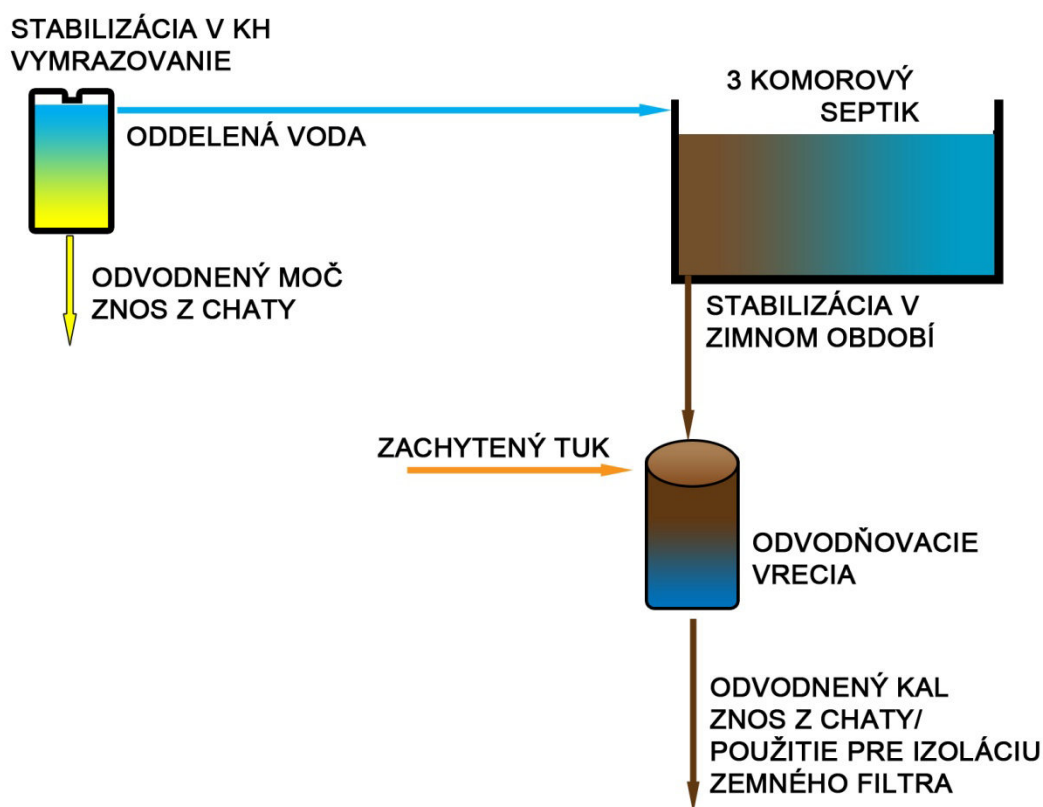 STABILIZÁCIA V KH
VYMRAZOVANIE
ODDELENÁ VODA
3 KOMOROVÝ
SEPTIK
ODVODNENÝ MOČ
ZNOS Z CHATY
STABILIZÁCIA V
ZIMNOM OBDOBÍ
ZACHYTENÝ TUK
ODVODŇOVACIE
VRECIA
ODVODNENÝ KAL
ZNOS Z CHATY/
POUŽITIE PRE IZOLÁCIU
ZEMNÉHO FILTRA